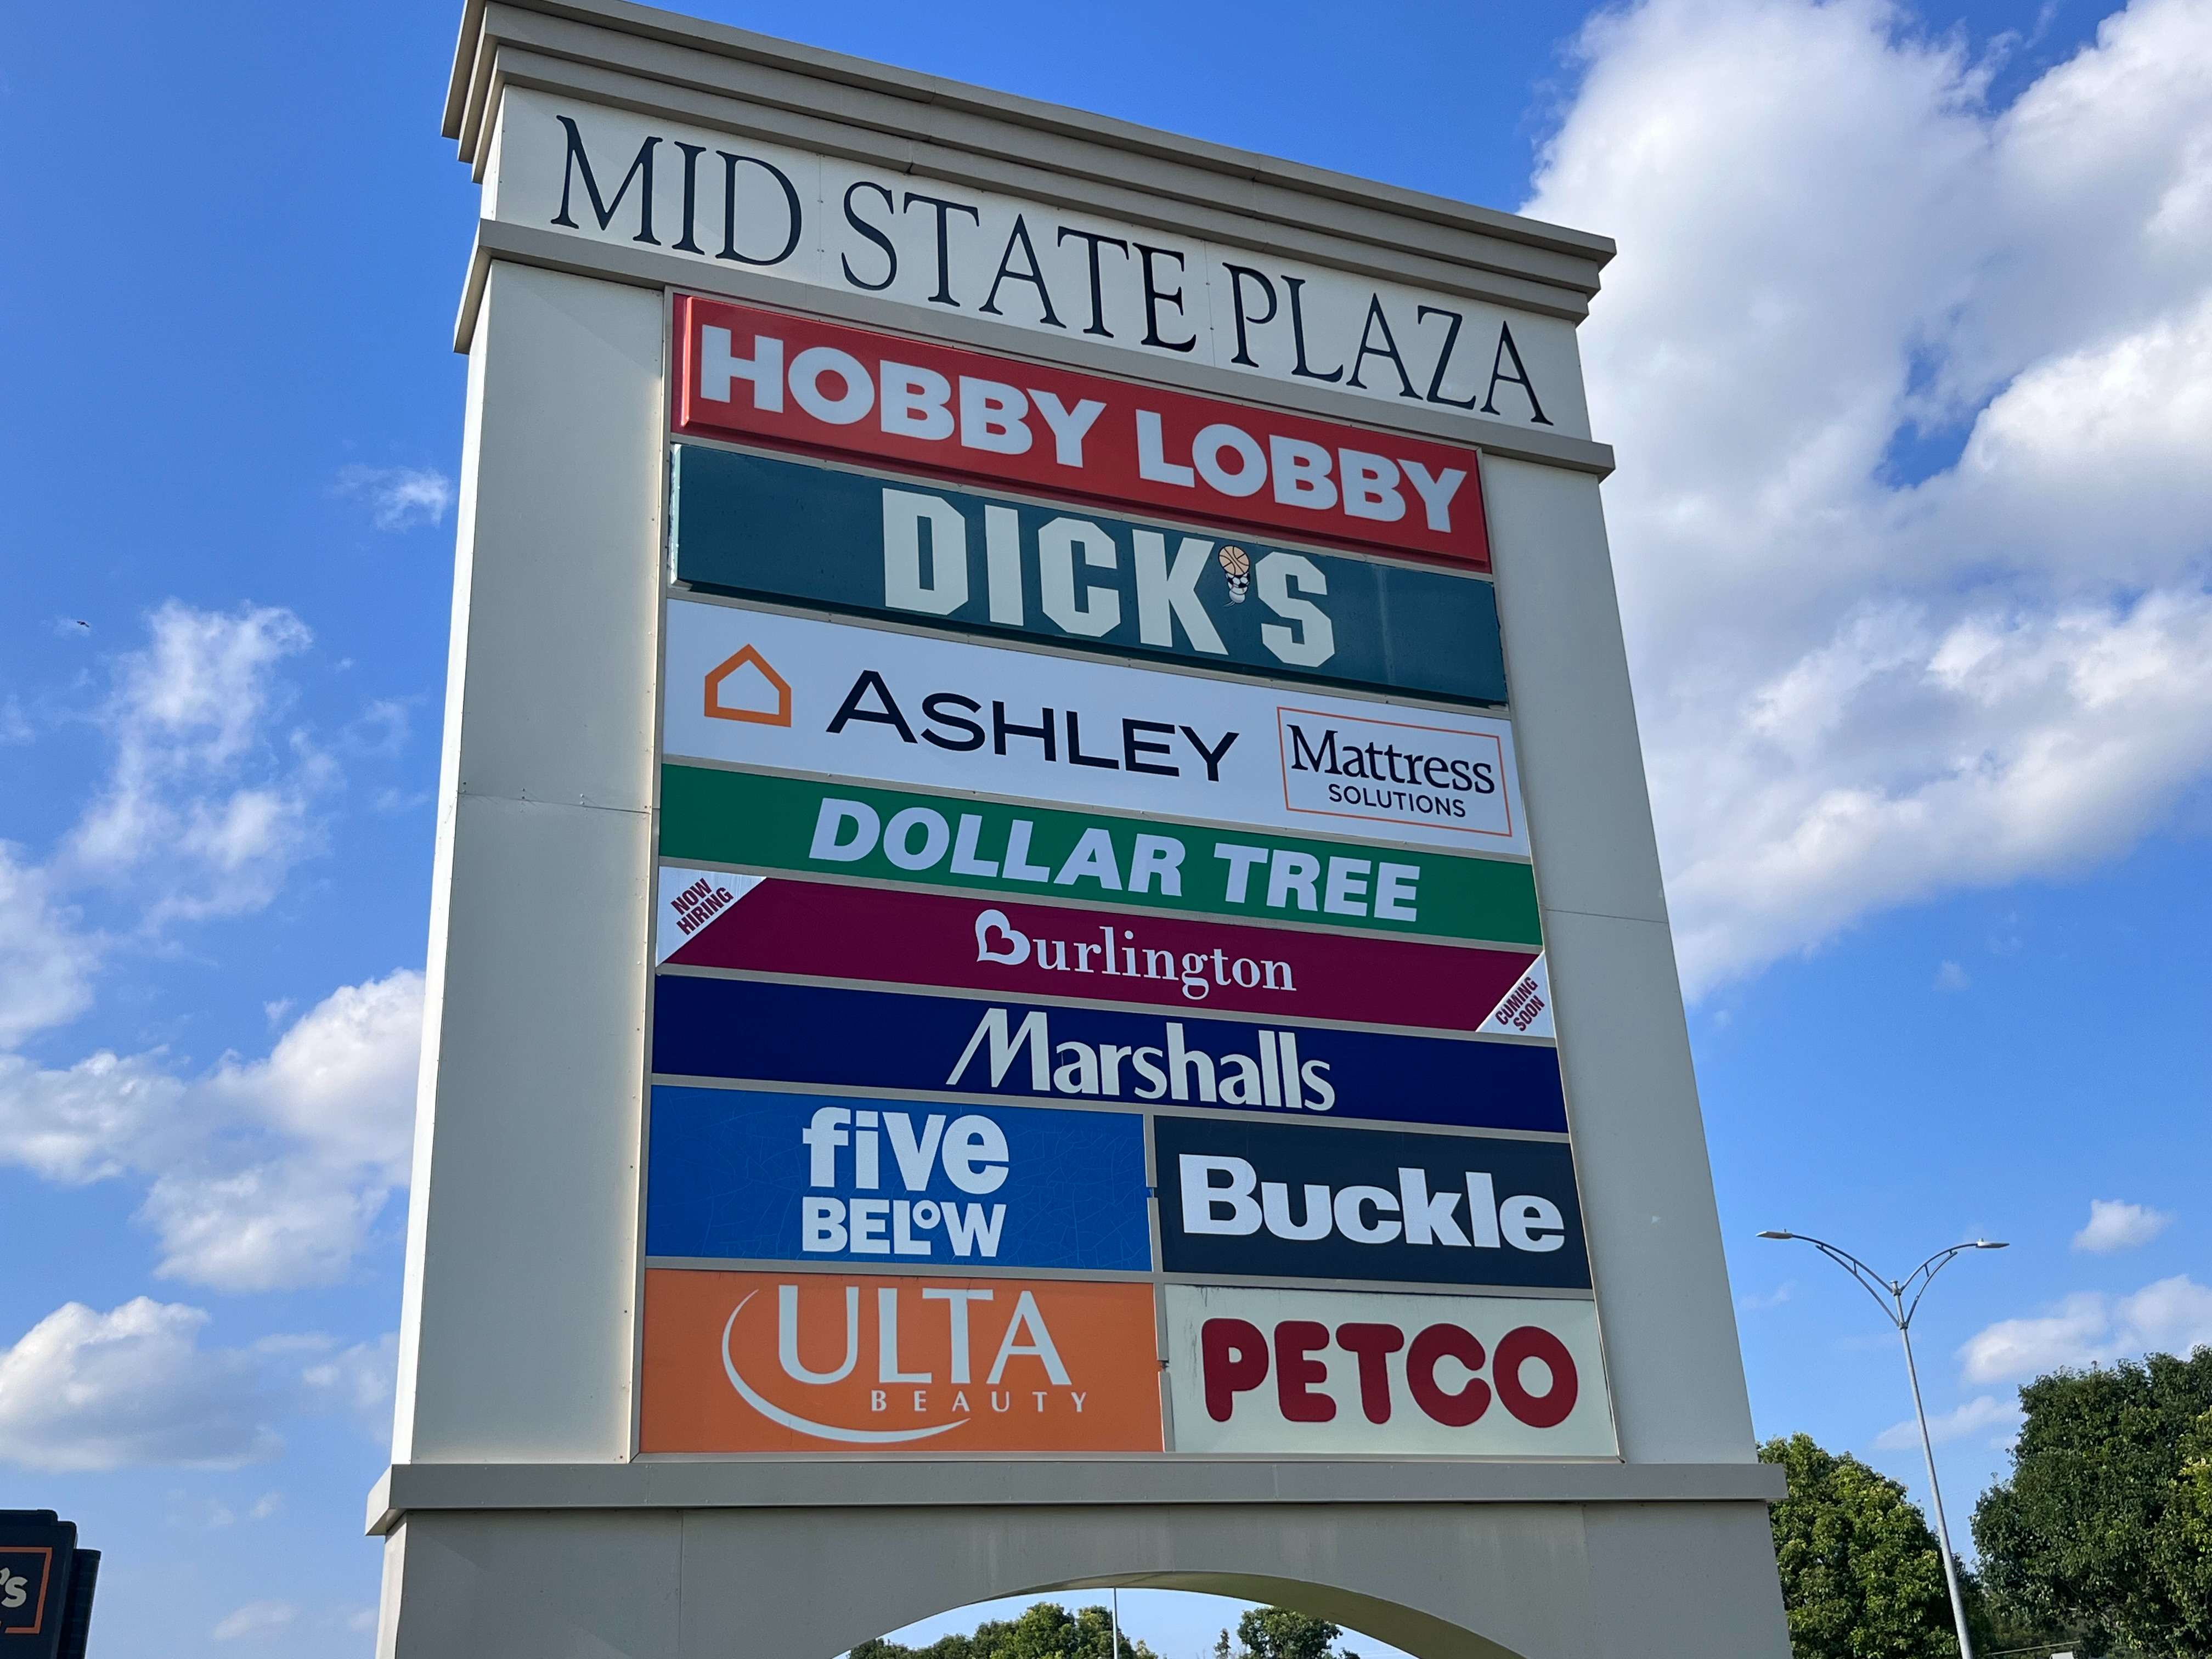 MID STATE PLAZA
HOBBY LOBBY
DICK'S
ASHLEY
Mattress
SOLUTIONS
DOLLAR TREE
NOW
HIRING
Burlington
COMING
SOON
Marshalls
five
BELOW
Buckle
ULTA
BEAUTY
PETCO
's